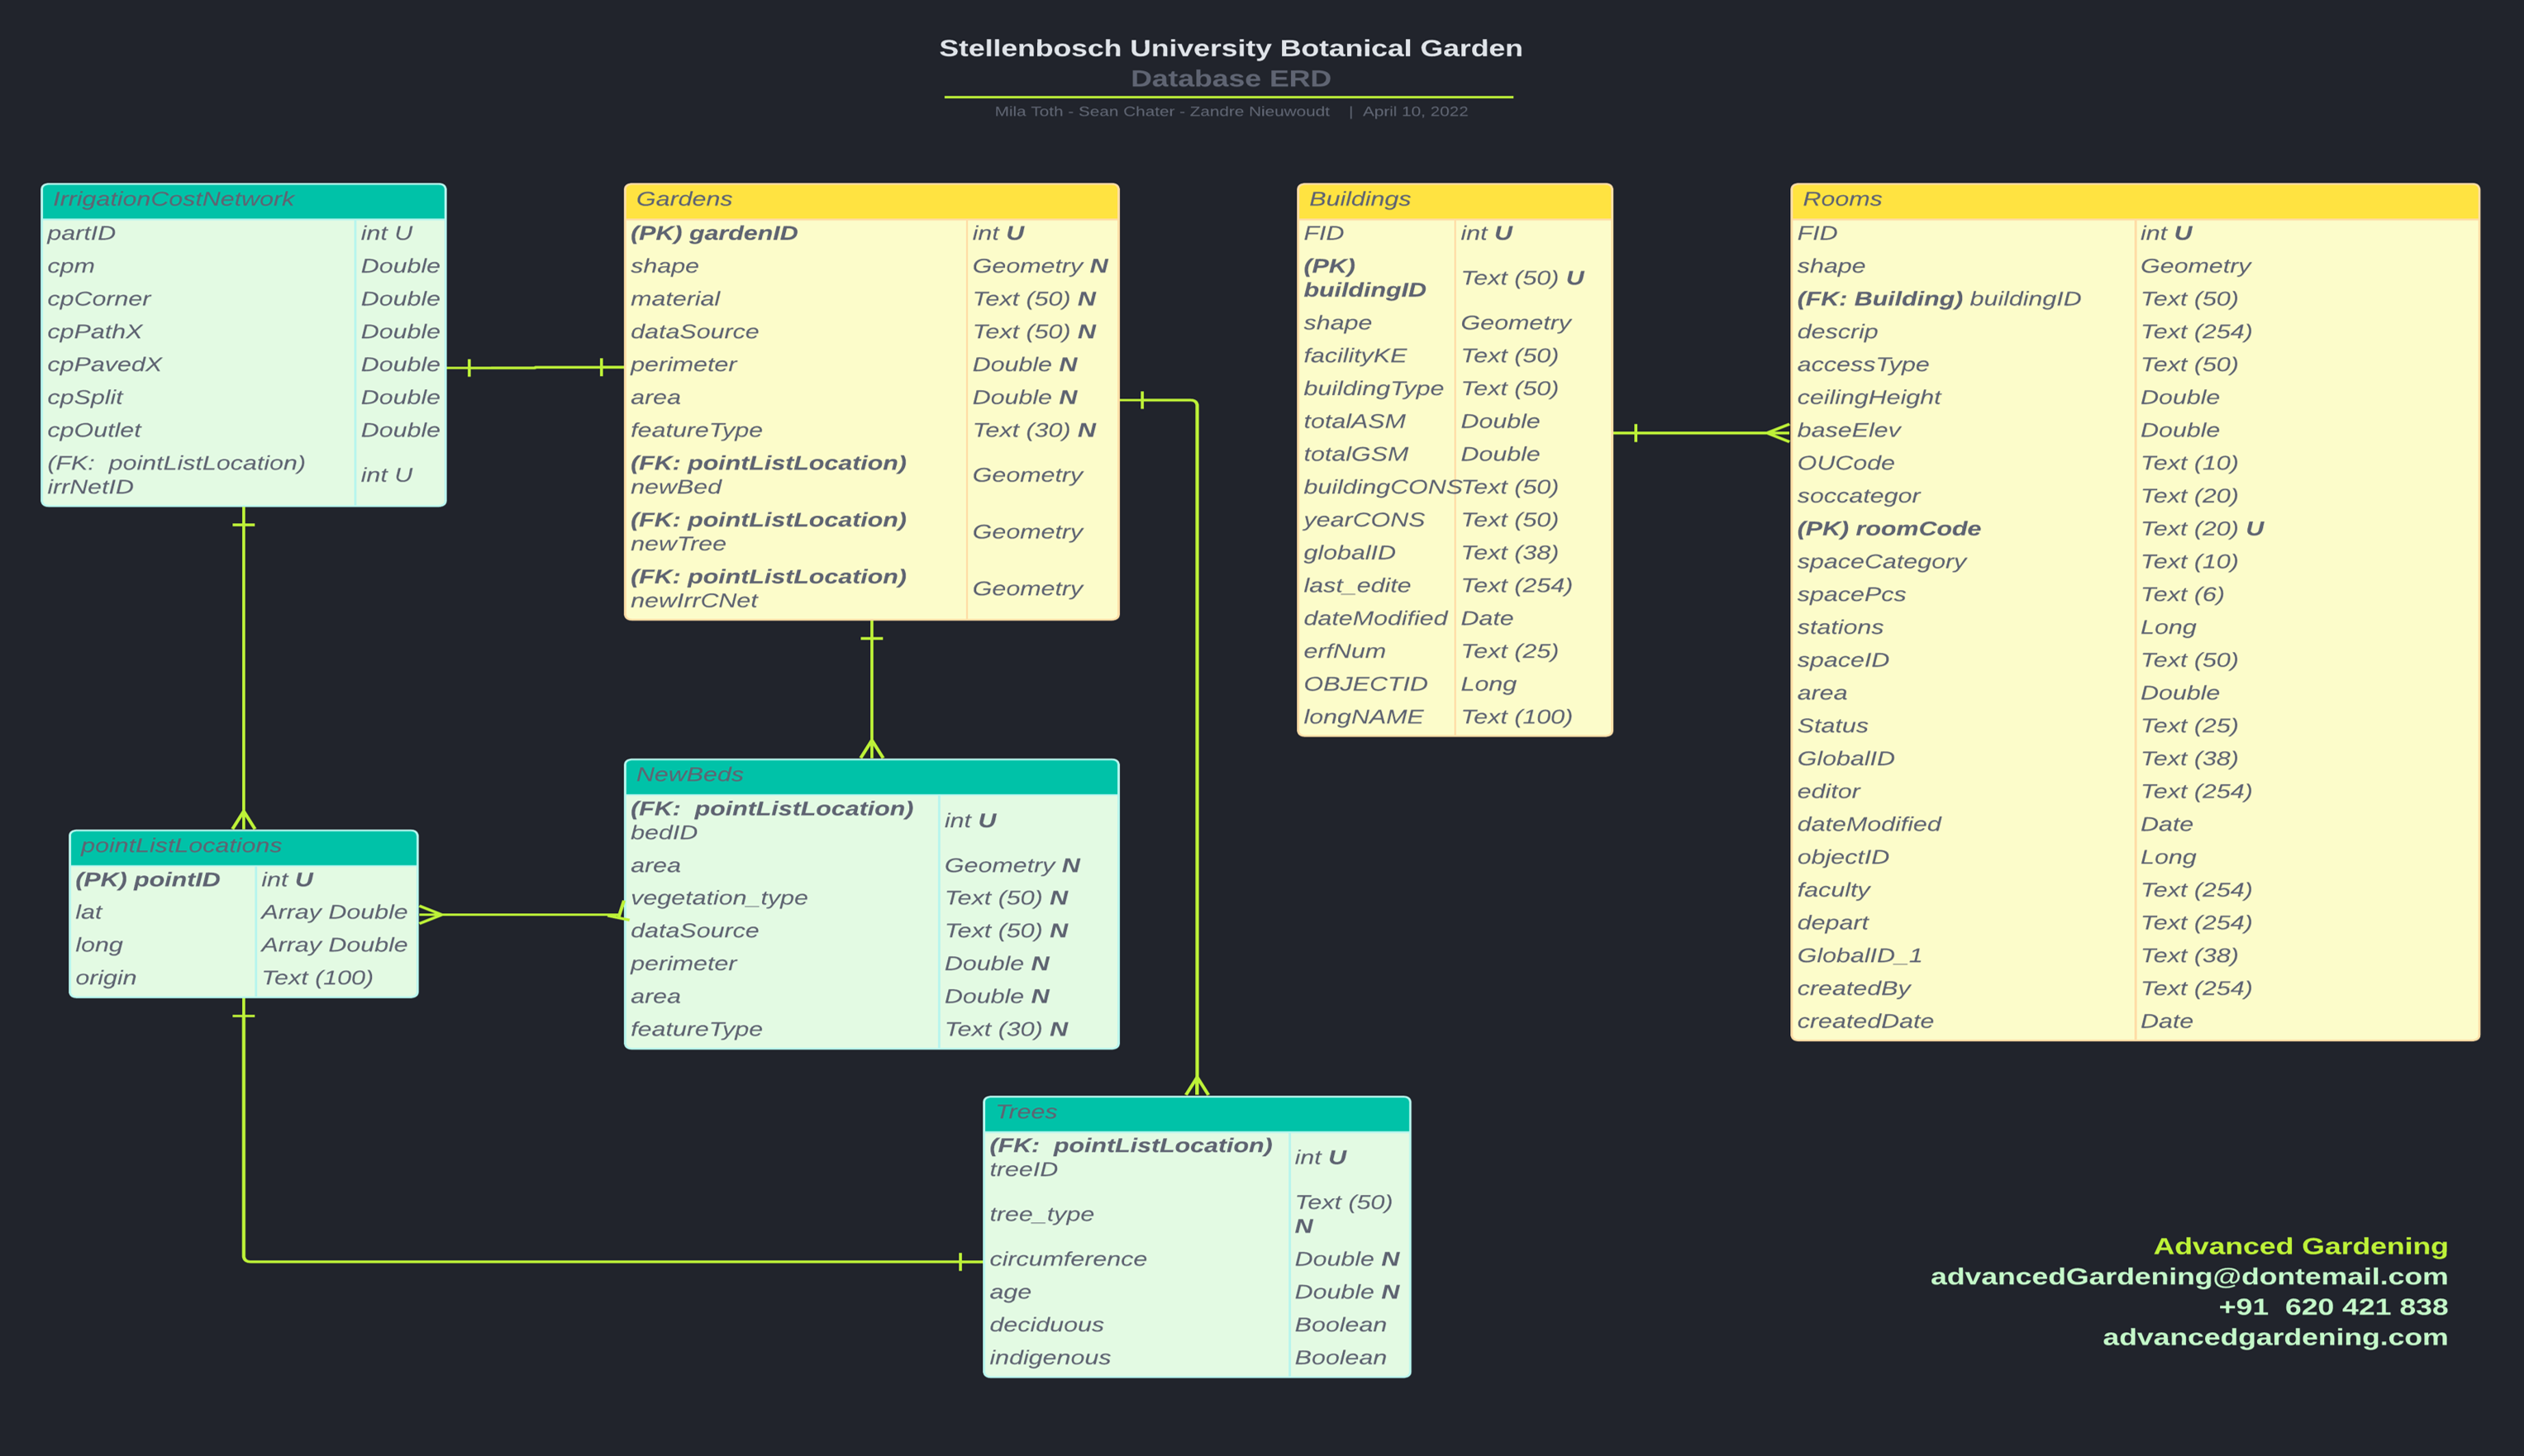 Stellenbosch University Botanical Garden
Database ERD
Mila Toth - Sean Chater - Zandre Nieuwoudt | April 10, 2022
IrrigationCostNetwork
partID int U
cpm Double
cpCorner Double
cpPathX Double
cpPavedX Double
cpSplit Double
cpOutlet Double
(FK: pointListLocation)
irrNetID int U
Gardens
(PK) gardenID int U
shape Geometry N
material Text (50) N
dataSource Text (50) N
perimeter Double N
area Double N
featureType Text (30) N
(FK: pointListLocation)
newBed Geometry
(FK: pointListLocation)
newTree Geometry
(FK: pointListLocation)
newIrrCNet Geometry
Buildings
FID int U
(PK)
buildingID Text (50) U
shape Geometry
facilityKE Text (50)
buildingType Text (50)
totalASM Double
totalGSM Double
buildingCONS Text (50)
yearCONS Text (50)
globalID Text (38)
last_edite Text (254)
dateModified Date
erfNum Text (25)
OBJECTID Long
longNAME Text (100)
Rooms
FID int U
shape Geometry
(FK: Building) buildingID Text (50)
descrip Text (254)
accessType Text (50)
ceilingHeight Double
baseElev Double
OUCode Text (10)
soccategor Text (20)
(PK) roomCode Text (20) U
spaceCategory Text (10)
spacePcs Text (6)
stations Long
spaceID Text (50)
area Double
Status Text (25)
GlobalID Text (38)
editor Text (254)
dateModified Date
objectID Long
faculty Text (254)
depart Text (254)
GlobalID_1 Text (38)
createdBy Text (254)
createdDate Date
pointListLocations
(PK) pointID int U
lat Array Double
long Array Double
origin Text (100)
NewBeds
(FK: pointListLocation)
bedID int U
area Geometry N
vegetation_type Text (50) N
dataSource Text (50) N
perimeter Double N
area Double N
featureType Text (30) N
Trees
(FK: pointListLocation)
treeID int U
tree_type Text (50)
N
circumference Double N
age Double N
deciduous Boolean
indigenous Boolean
Advanced Gardening
advancedGardening@dontemail.com
+91 620 421 838
advancedgardening.com